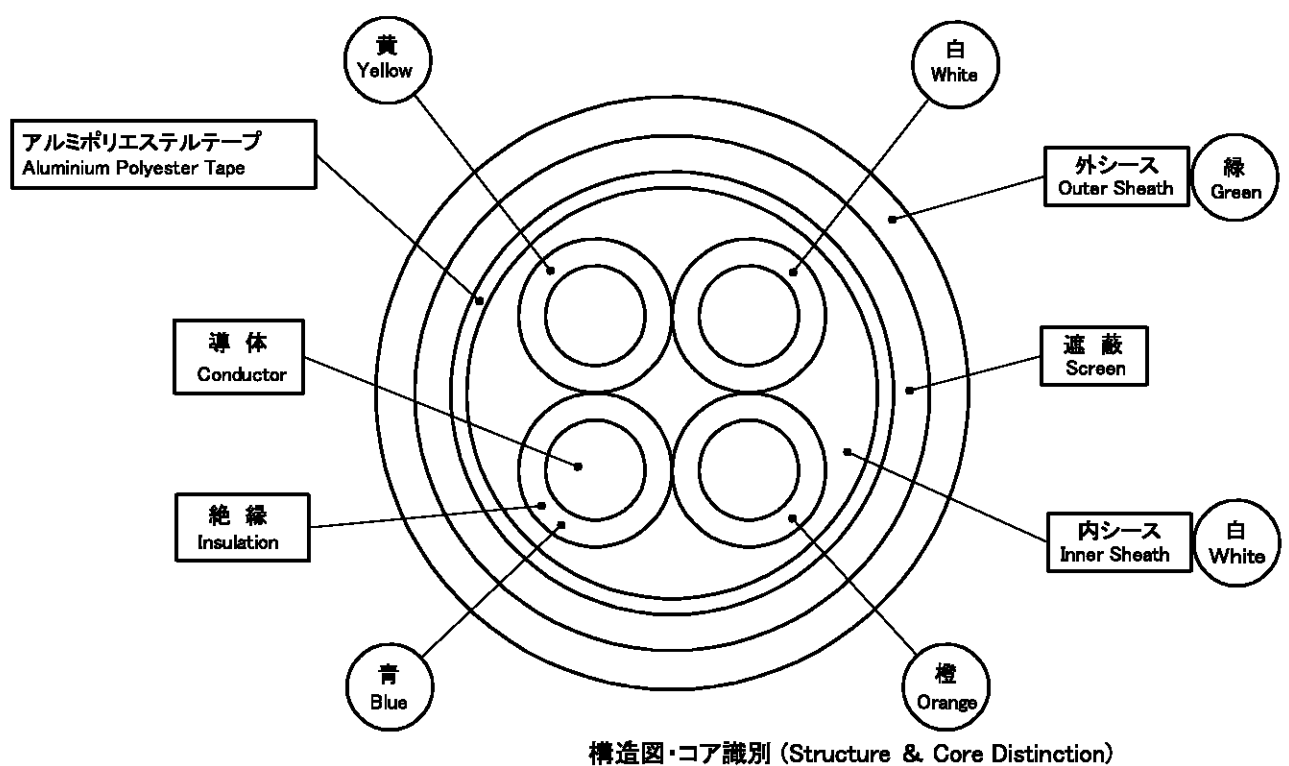 黄
Yellow
白
White
アルミポリエステルテープ
Aluminium Polyester Tape
外シース
Outer Sheath
緑
Green
導 体
Conductor
遮 蔽
Screen
絶 縁
Insulation
内シース
Inner Sheath
白
White
青
Blue
橙
Orange
構造図・コア識別 (Structure & Core Distinction)